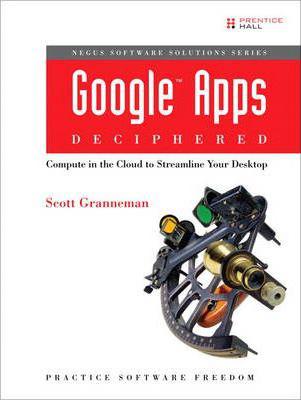 PRENTICE
HALL
NEGUS SOFTWARE SOLUTIONS SERIES
Google™ Apps
DECIPHERED
Compute in the Cloud to Streamline Your Desktop
Scott Granneman
PRACTICE SOFTWARE FREEDOM